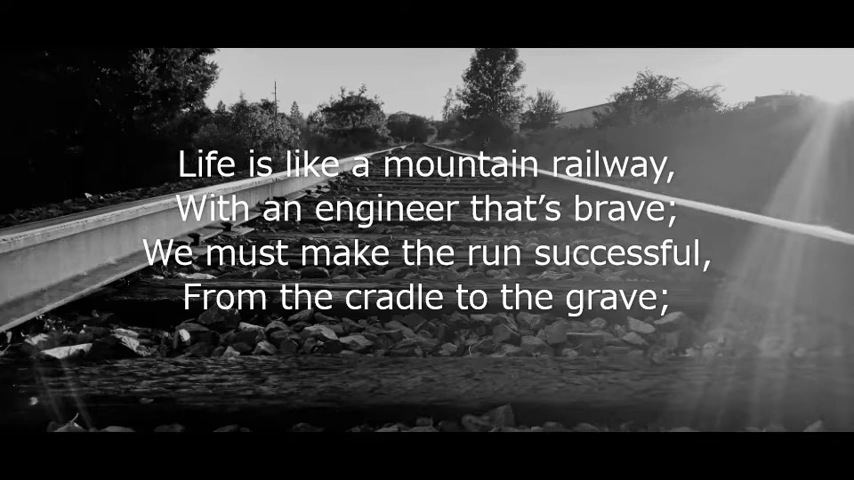 Life is like a mountain railway,
With an engineer that’s brave;
We must make the run successful,
From the cradle to the grave;